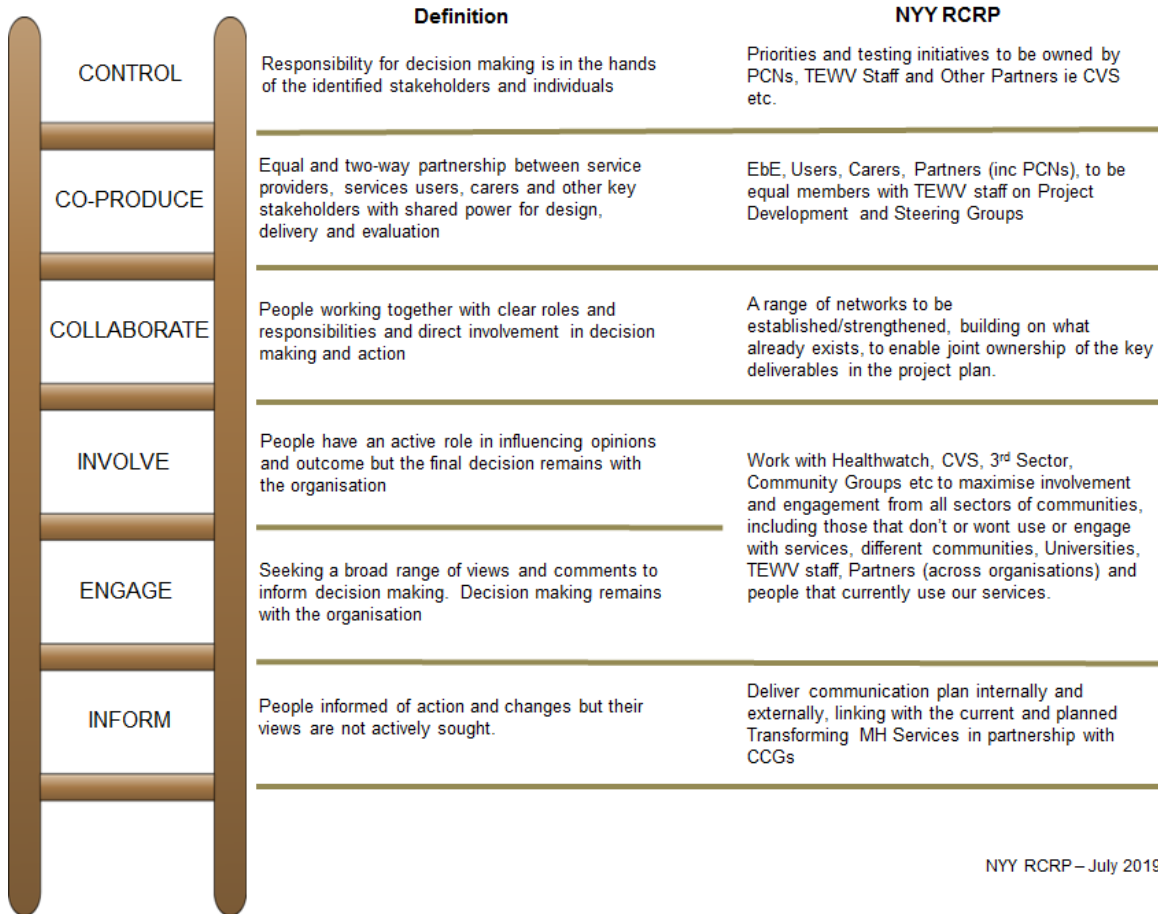 Definition
NYY RCRP
CONTROL
Responsibility for decision making is in the hands
of the identified stakeholders and individuals
Priorities and testing initiatives to be owned by
PCNs, TEWV Staff and Other Partners ie CVS
etc.
CO-PRODUCE
Equal and two-way partnership between service
providers, services users, carers and other key
stakeholders with shared power for design,
delivery and evaluation
EbE, Users, Carers, Partners (inc PCNs), to be
equal members with TEWV staff on Project
Development and Steering Groups
COLLABORATE
People working together with clear roles and
responsibilities and direct involvement in decision
making and action
A range of networks to be
established/strengthened, building on what
already exists, to enable joint ownership of the key
deliverables in the project plan.
INVOLVE
People have an active role in influencing opinions
and outcome but the final decision remains with
the organisation
Work with Healthwatch, CVS, 3rd Sector,
Community Groups etc to maximise involvement
and engagement from all sectors of communities,
including those that don't or wont use or engage
with services, different communities, Universities,
TEWV staff, Partners (across organisations) and
people that currently use our services.
ENGAGE
Seeking a broad range of views and comments to
inform decision making. Decision making remains
with the organisation
INFORM
People informed of action and changes but their
views are not actively sought.
Deliver communication plan internally and
externally, linking with the current and planned
Transforming MH Services in partnership with
CCGs
NYY RCRP – July 2019